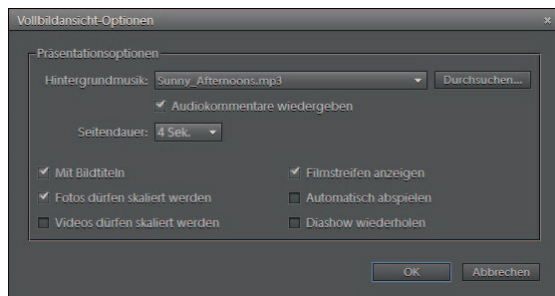 Vollbildansicht-Optionen ×
Präsentationsoptionen
Hintergrundmusik: Sunny_Afternoons.mp3 Durchsuchen...
Audiokommentare wiedergeben
Seitendauer: 4 Sek.
Mit Bildtiteln Filmstreifen anzeigen
Fotos dürfen skaliert werden Automatisch abspielen
Videos dürfen skaliert werden Diashow wiederholen
OK Abbrechen